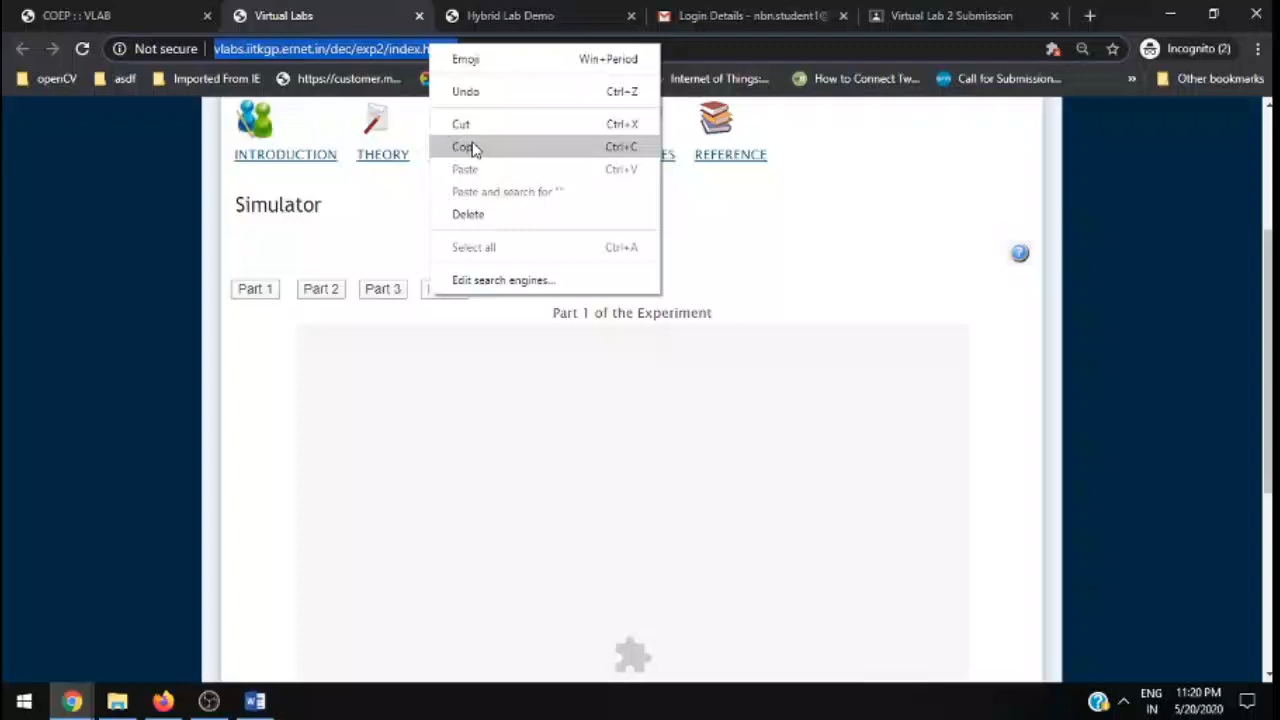 COEP :: VLAB
Virtual Labs
Hybrid Lab Demo
Login Details - nbn.student1@
Virtual Lab 2 Submission
Not secure
vlabs.iitkgp.ernet.in/dec/exp2/index.h
Incognito (2)
openCV
asdf
Imported From IE
https://customer.m...
Internet of Things:...
How to Connect Tw...
Call for Submission...
»
Other bookmarks
Emoji Win+Period
Undo Ctrl+Z
Cut Ctrl+X
Copy Ctrl+C
Paste Ctrl+V
Paste and search for ""
Delete
Select all Ctrl+A
Edit search engines...
INTRODUCTION
THEORY
ES
REFERENCE
Simulator
Part 1
Part 2
Part 3
Part 1 of the Experiment
ENG
IN
11:20 PM
5/20/2020